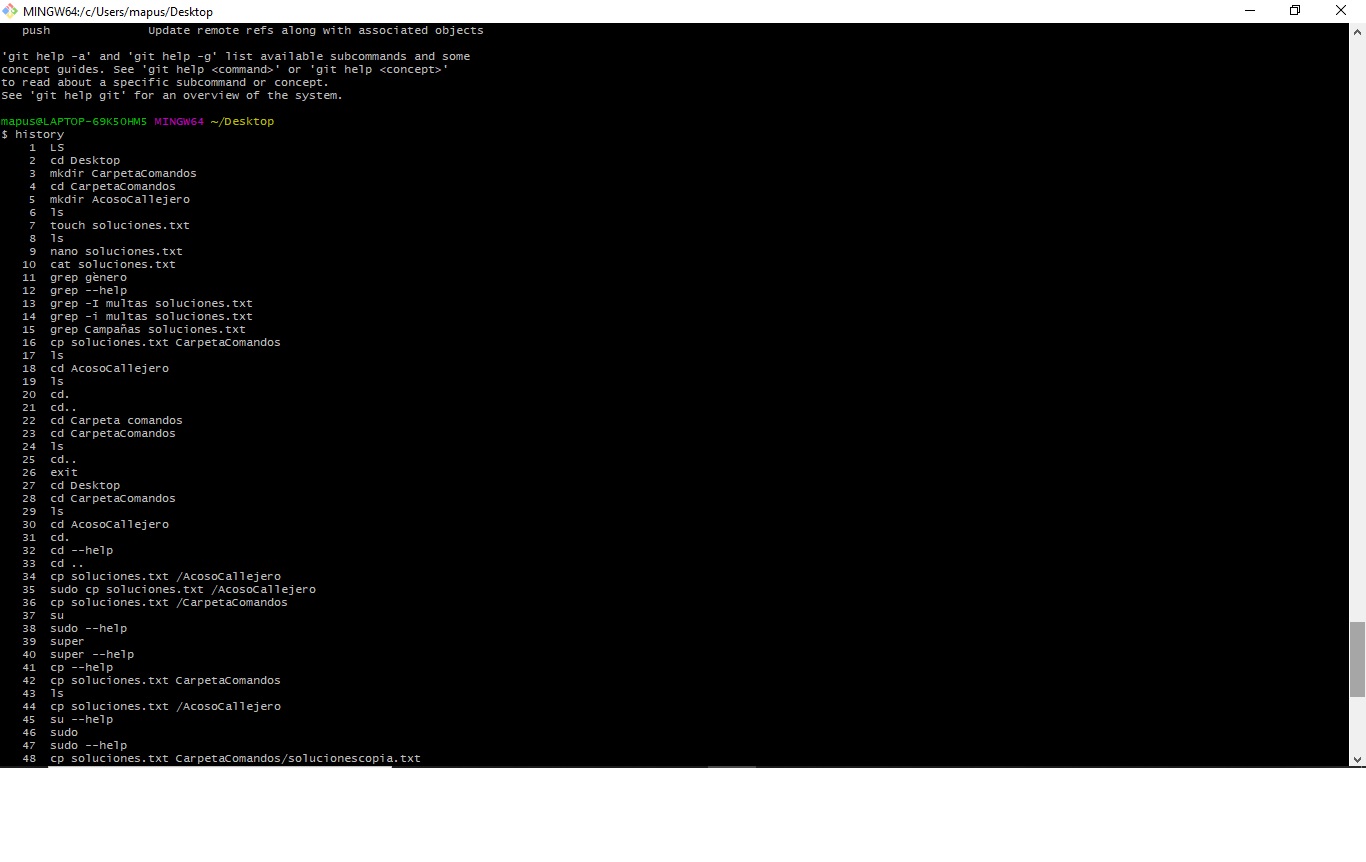 MINGW64:/c/Users/mapus/Desktop
push Update remote refs along with associated objects
'git help -a' and 'git help -g' list available subcommands and some
concept guides. See 'git help <command>' or 'git help <concept>'
to read about a specific subcommand or concept.
See 'git help git' for an overview of the system.
mapus@LAPTOP-69K5OHM5 MINGW64 ~/Desktop
$ history
1 LS
2 cd Desktop
3 mkdir CarpetaComandos
4 cd CarpetaComandos
5 mkdir AcosoCallejero
6 ls
7 touch soluciones.txt
8 ls
9 nano soluciones.txt
10 cat soluciones.txt
11 grep gènero
12 grep --help
13 grep -I multas soluciones.txt
14 grep -i multas soluciones.txt
15 grep Campañas soluciones.txt
16 cp soluciones.txt CarpetaComandos
17 ls
18 cd AcosoCallejero
19 ls
20 cd.
21 cd..
22 cd Carpeta comandos
23 cd CarpetaComandos
24 ls
25 cd..
26 exit
27 cd Desktop
28 cd CarpetaComandos
29 ls
30 cd AcosoCallejero
31 cd.
32 cd --help
33 cd ..
34 cp soluciones.txt /AcosoCallejero
35 sudo cp soluciones.txt /AcosoCallejero
36 cp soluciones.txt /CarpetaComandos
37 su
38 sudo --help
39 super
40 super --help
41 cp --help
42 cp soluciones.txt CarpetaComandos
43 ls
44 cp soluciones.txt /AcosoCallejero
45 su --help
46 sudo
47 sudo --help
48 cp soluciones.txt CarpetaComandos/solucionescopia.txt